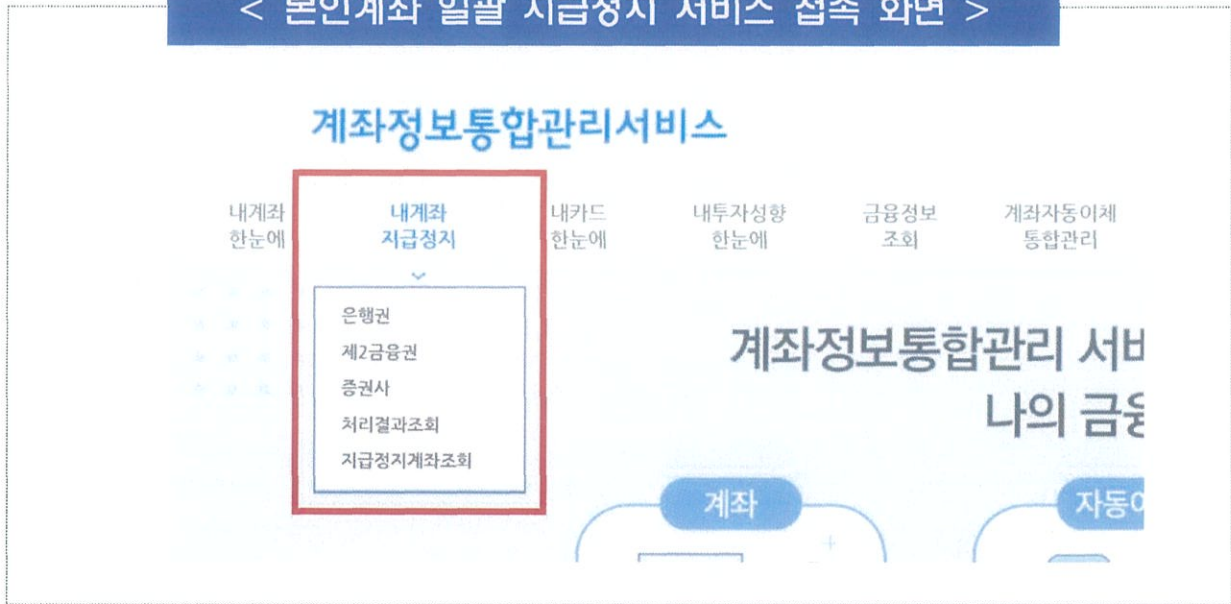 < 본인계좌 일괄 지급정지 서비스 접속 화면 >
계좌정보통합관리서비스
내계좌 한눈에
내계좌 지급정지
내카드 한눈에
내투자성향 한눈에
금융정보 조회
계좌자동이체 통합관리
은행권
제2금융권
증권사
처리결과조회
지급정지계좌조회
계좌정보통합관리 서
나의 금
계좌
자동이